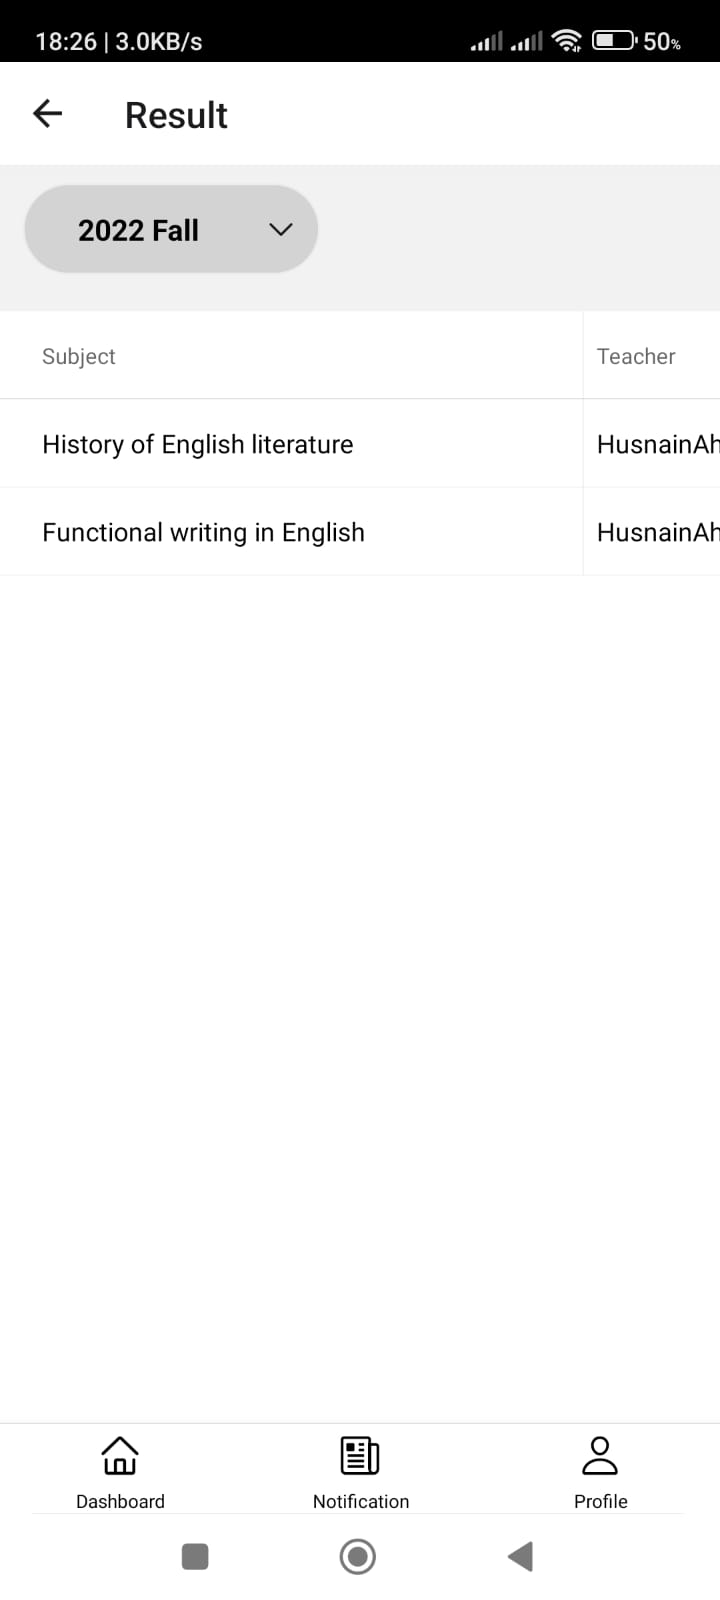 18:26 | 3.0KB/s 50%
Result
2022 Fall
Subject Teacher
History of English literature HusnainAh
Functional writing in English HusnainAh
Dashboard Notification Profile